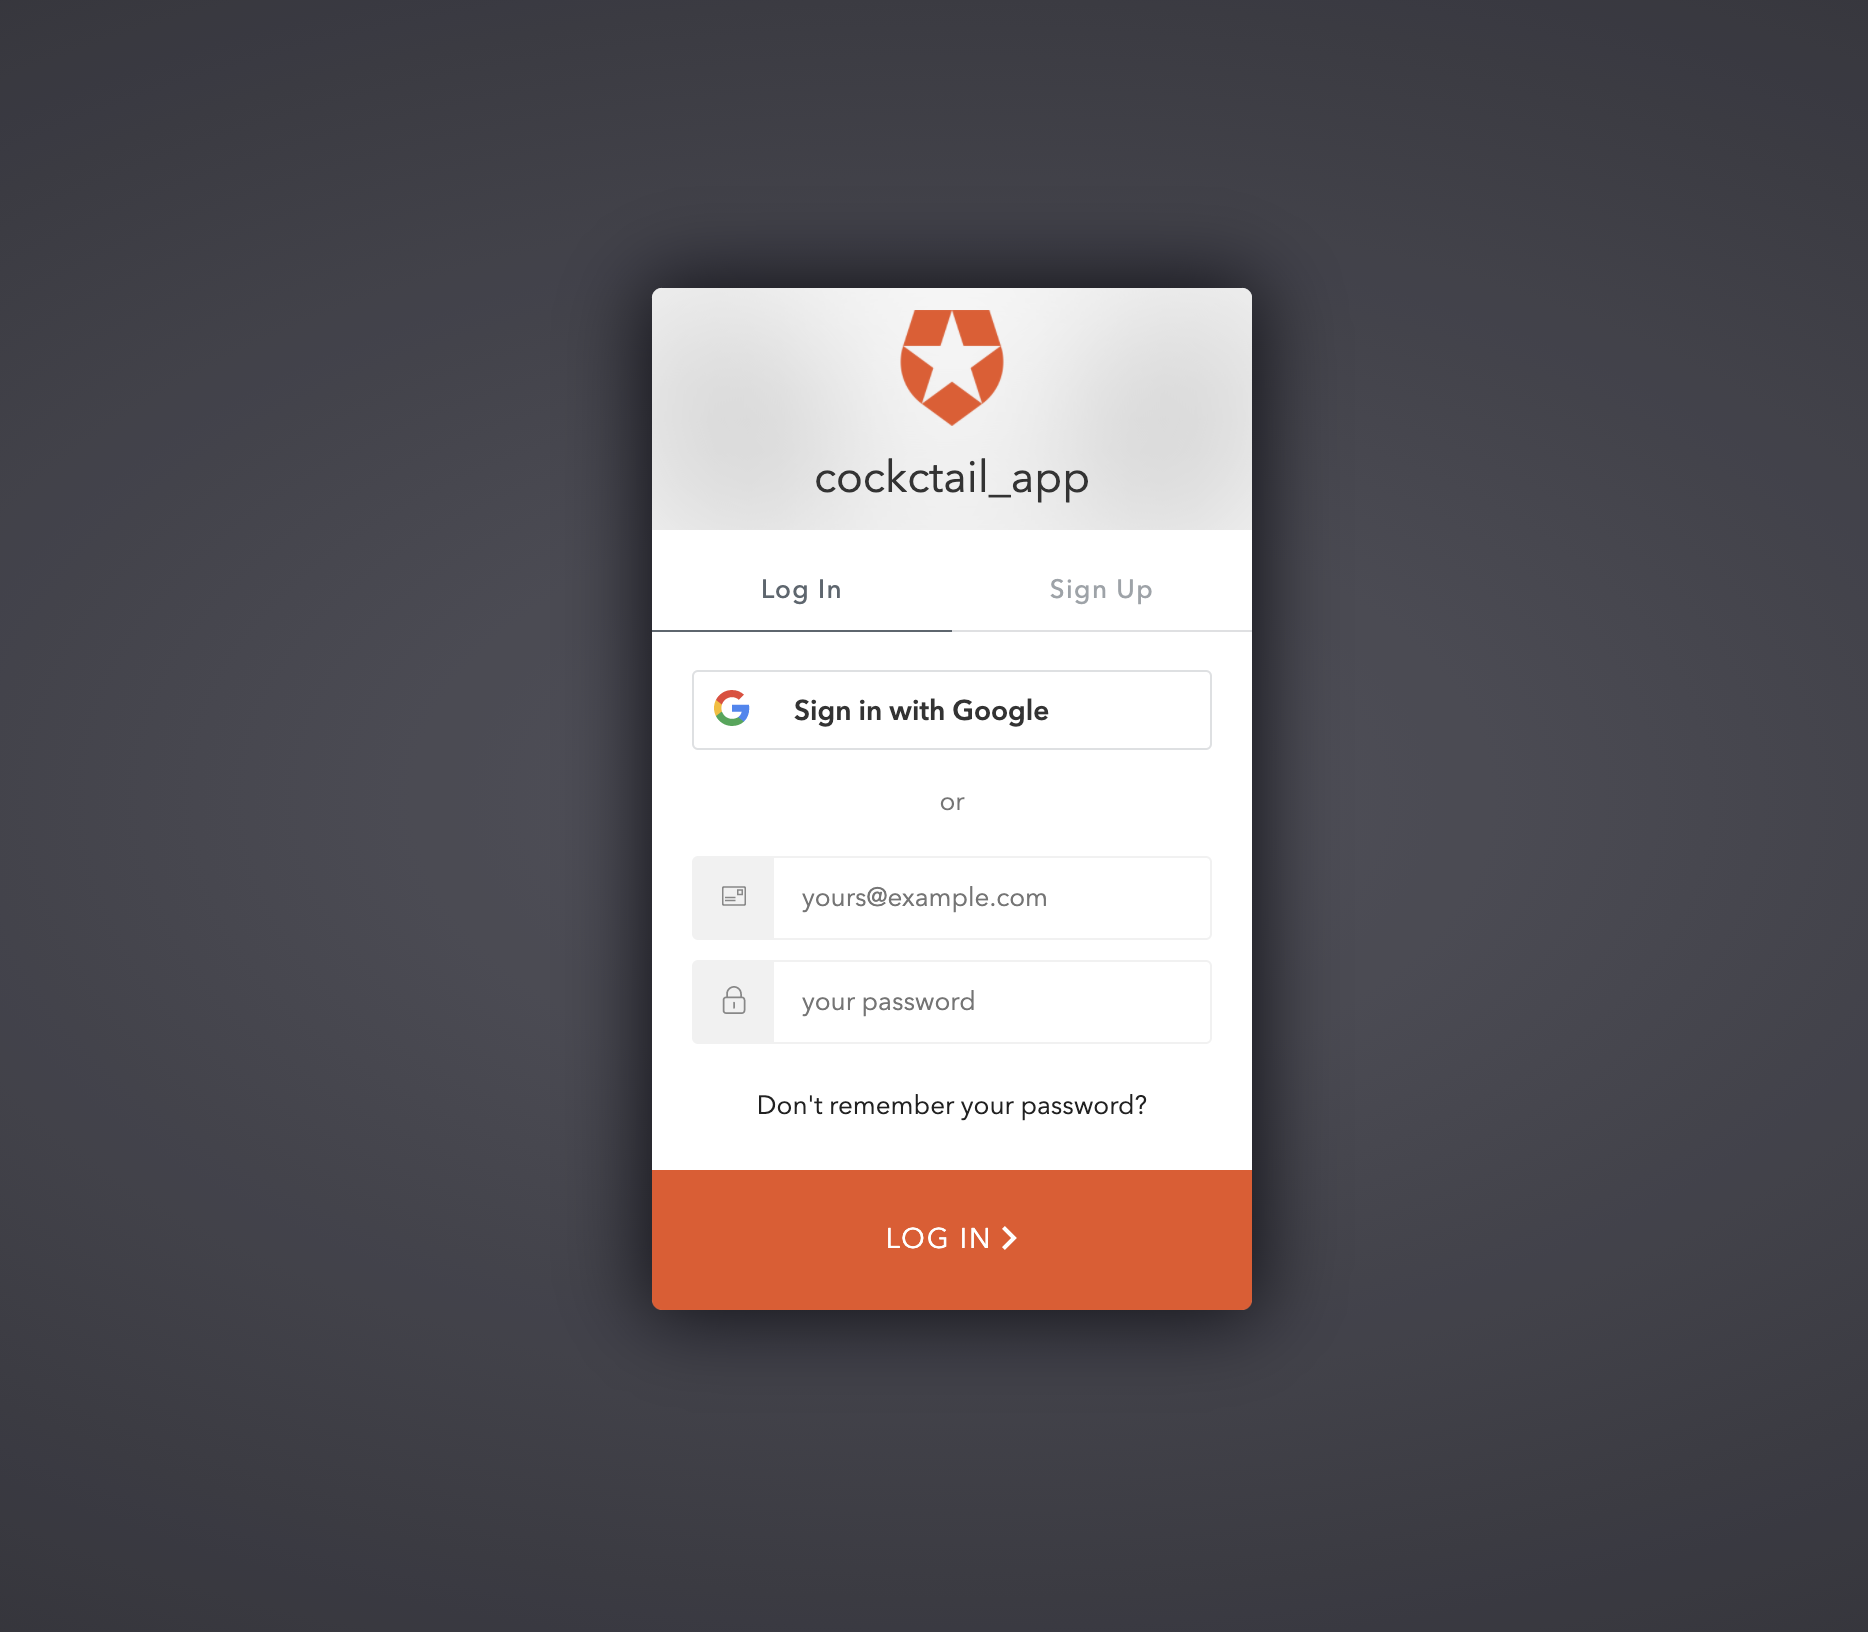 cockctail_app
Log In
Sign Up
Sign in with Google
or
yours@example.com
your password
Don't remember your password?
LOG IN